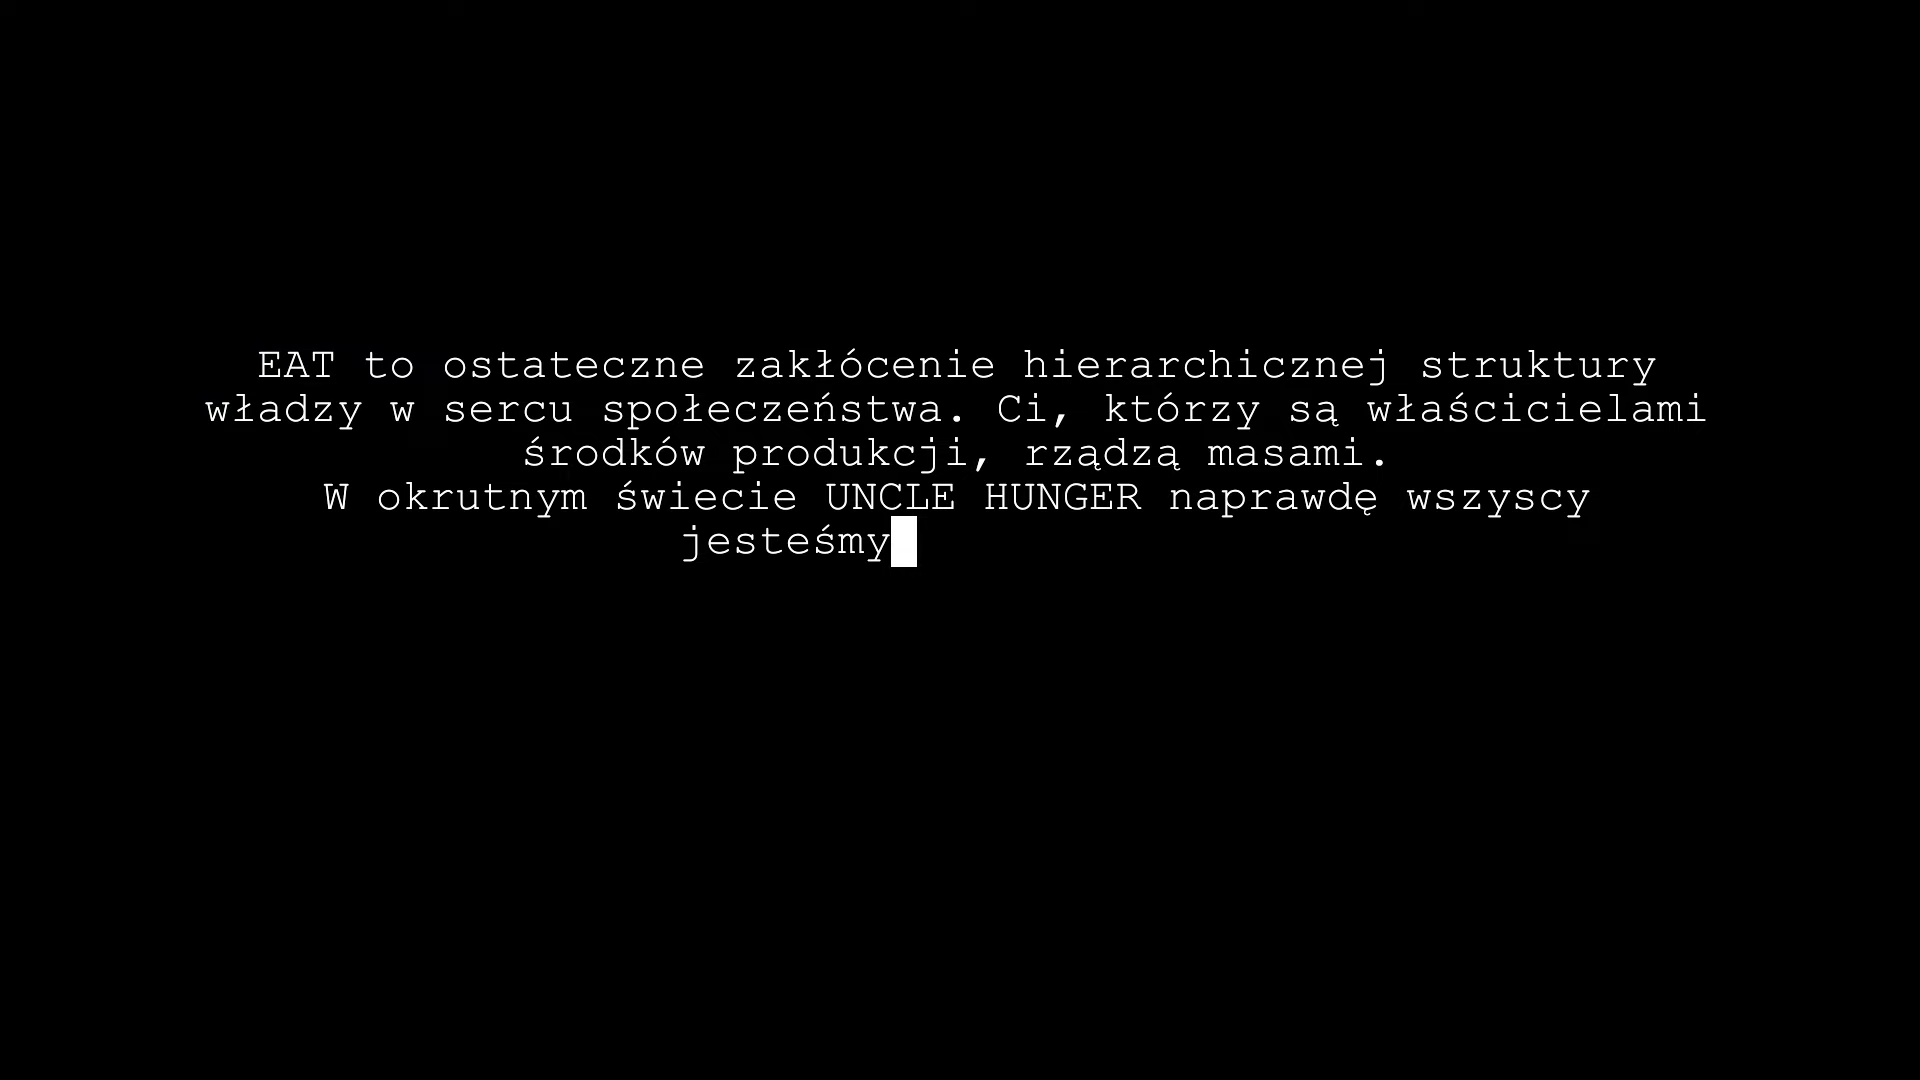 EAT to ostateczne zakłócenie hierarchicznej struktury
władzy w sercu społeczeństwa. Ci, którzy są właścicielami
środków produkcji, rządzą masami.
W okrutnym świecie UNCLE HUNGER naprawdę wszyscy
jesteśmy